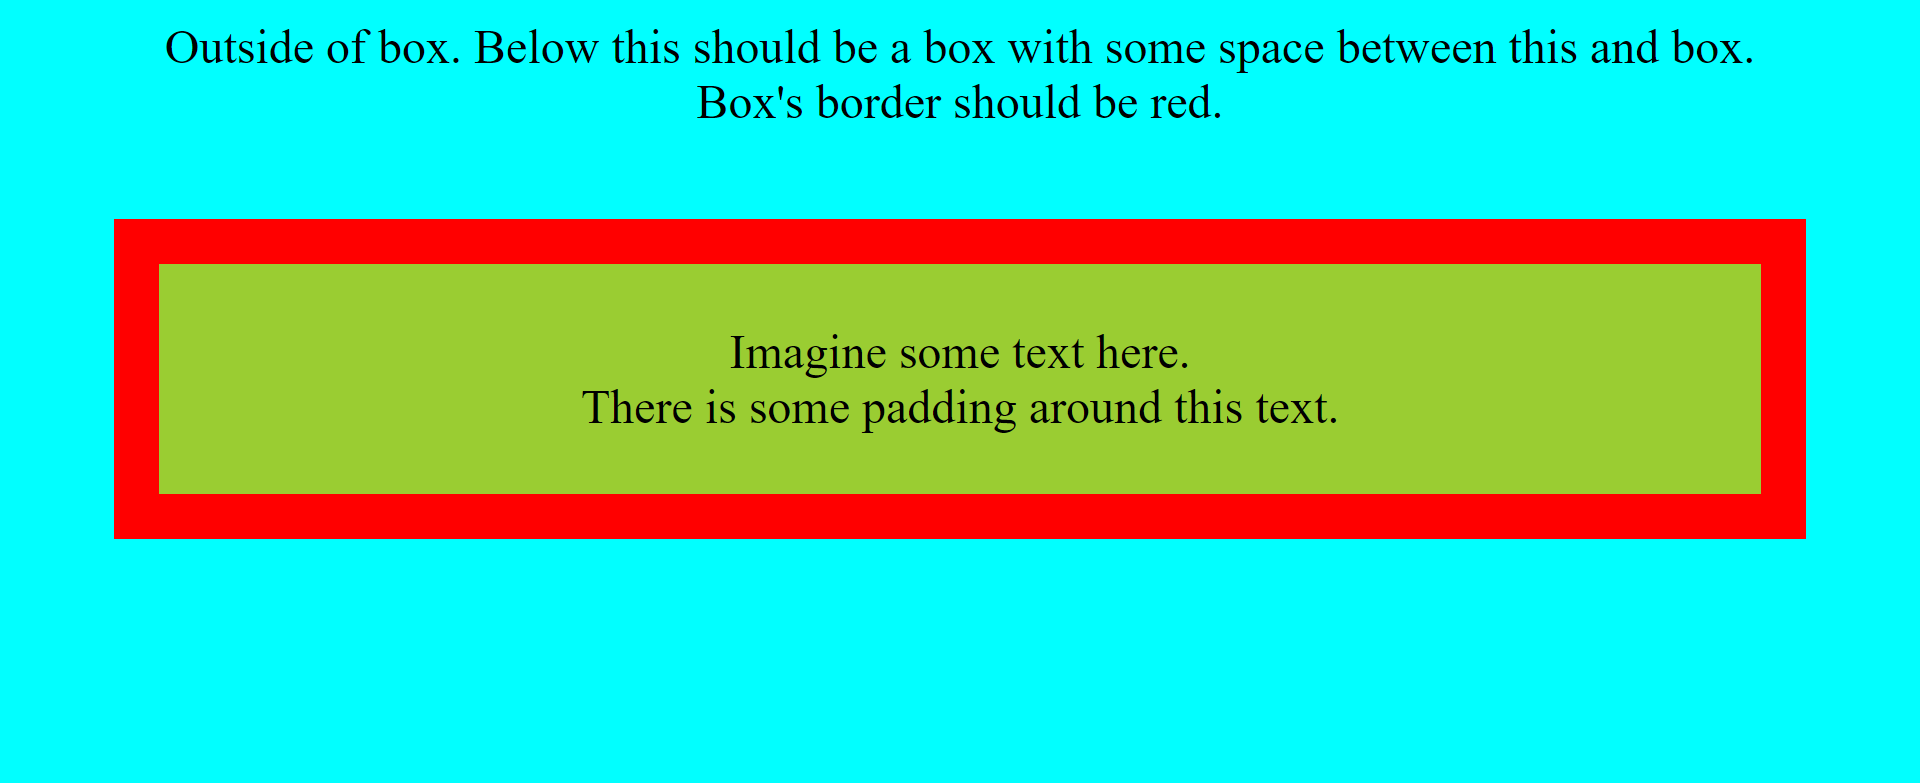 Outside of box. Below this should be a box with some space between this and box.
Box's border should be red.
Imagine some text here.
There is some padding around this text.